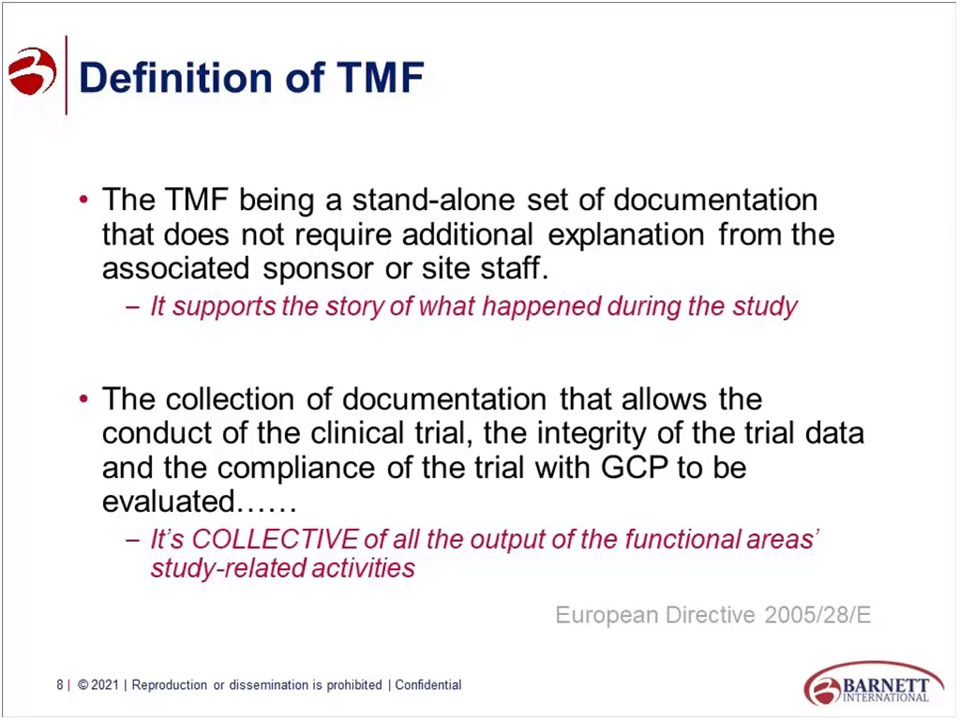 Definition of TMF
• The TMF being a stand-alone set of documentation
that does not require additional explanation from the
associated sponsor or site staff.
– It supports the story of what happened during the study
• The collection of documentation that allows the
conduct of the clinical trial, the integrity of the trial data
and the compliance of the trial with GCP to be
evaluated……
– It's COLLECTIVE of all the output of the functional areas'
study-related activities
European Directive 2005/28/E
8 | © 2021 | Reproduction or dissemination is prohibited | Confidential
BARNETT
INTERNATIONAL